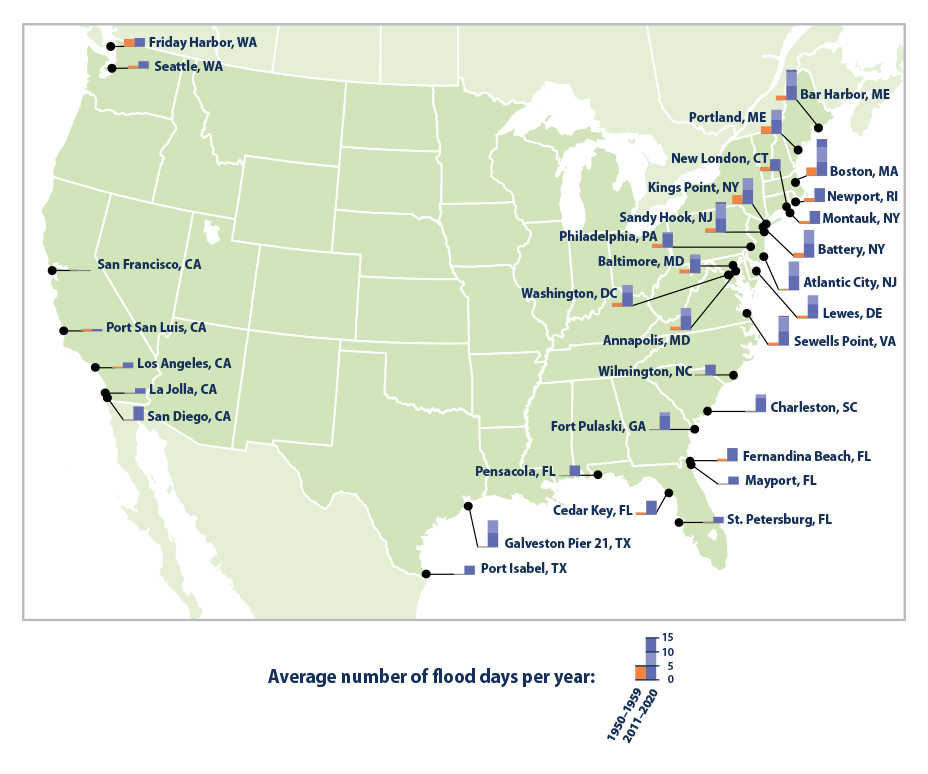 Friday Harbor, WA
Seattle, WA
Bar Harbor, ME
Portland, ME
New London, CT
Boston, MA
Kings Point, NY
Newport, RI
Sandy Hook, NJ
Montauk, NY
Philadelphia, PA
Battery, NY
Baltimore, MD
San Francisco, CA
Atlantic City, NJ
Washington, DC
Lewes, DE
Port San Luis, CA
Annapolis, MD
Sewells Point, VA
Los Angeles, CA
Wilmington, NC
La Jolla, CA
Charleston, SC
San Diego, CA
Fort Pulaski, GA
Fernandina Beach, FL
Pensacola, FL
Mayport, FL
Cedar Key, FL
St. Petersburg, FL
Galveston Pier 21, TX
Port Isabel, TX
Average number of flood days per year:
15
10
5
0
1950–1959
2011–2020